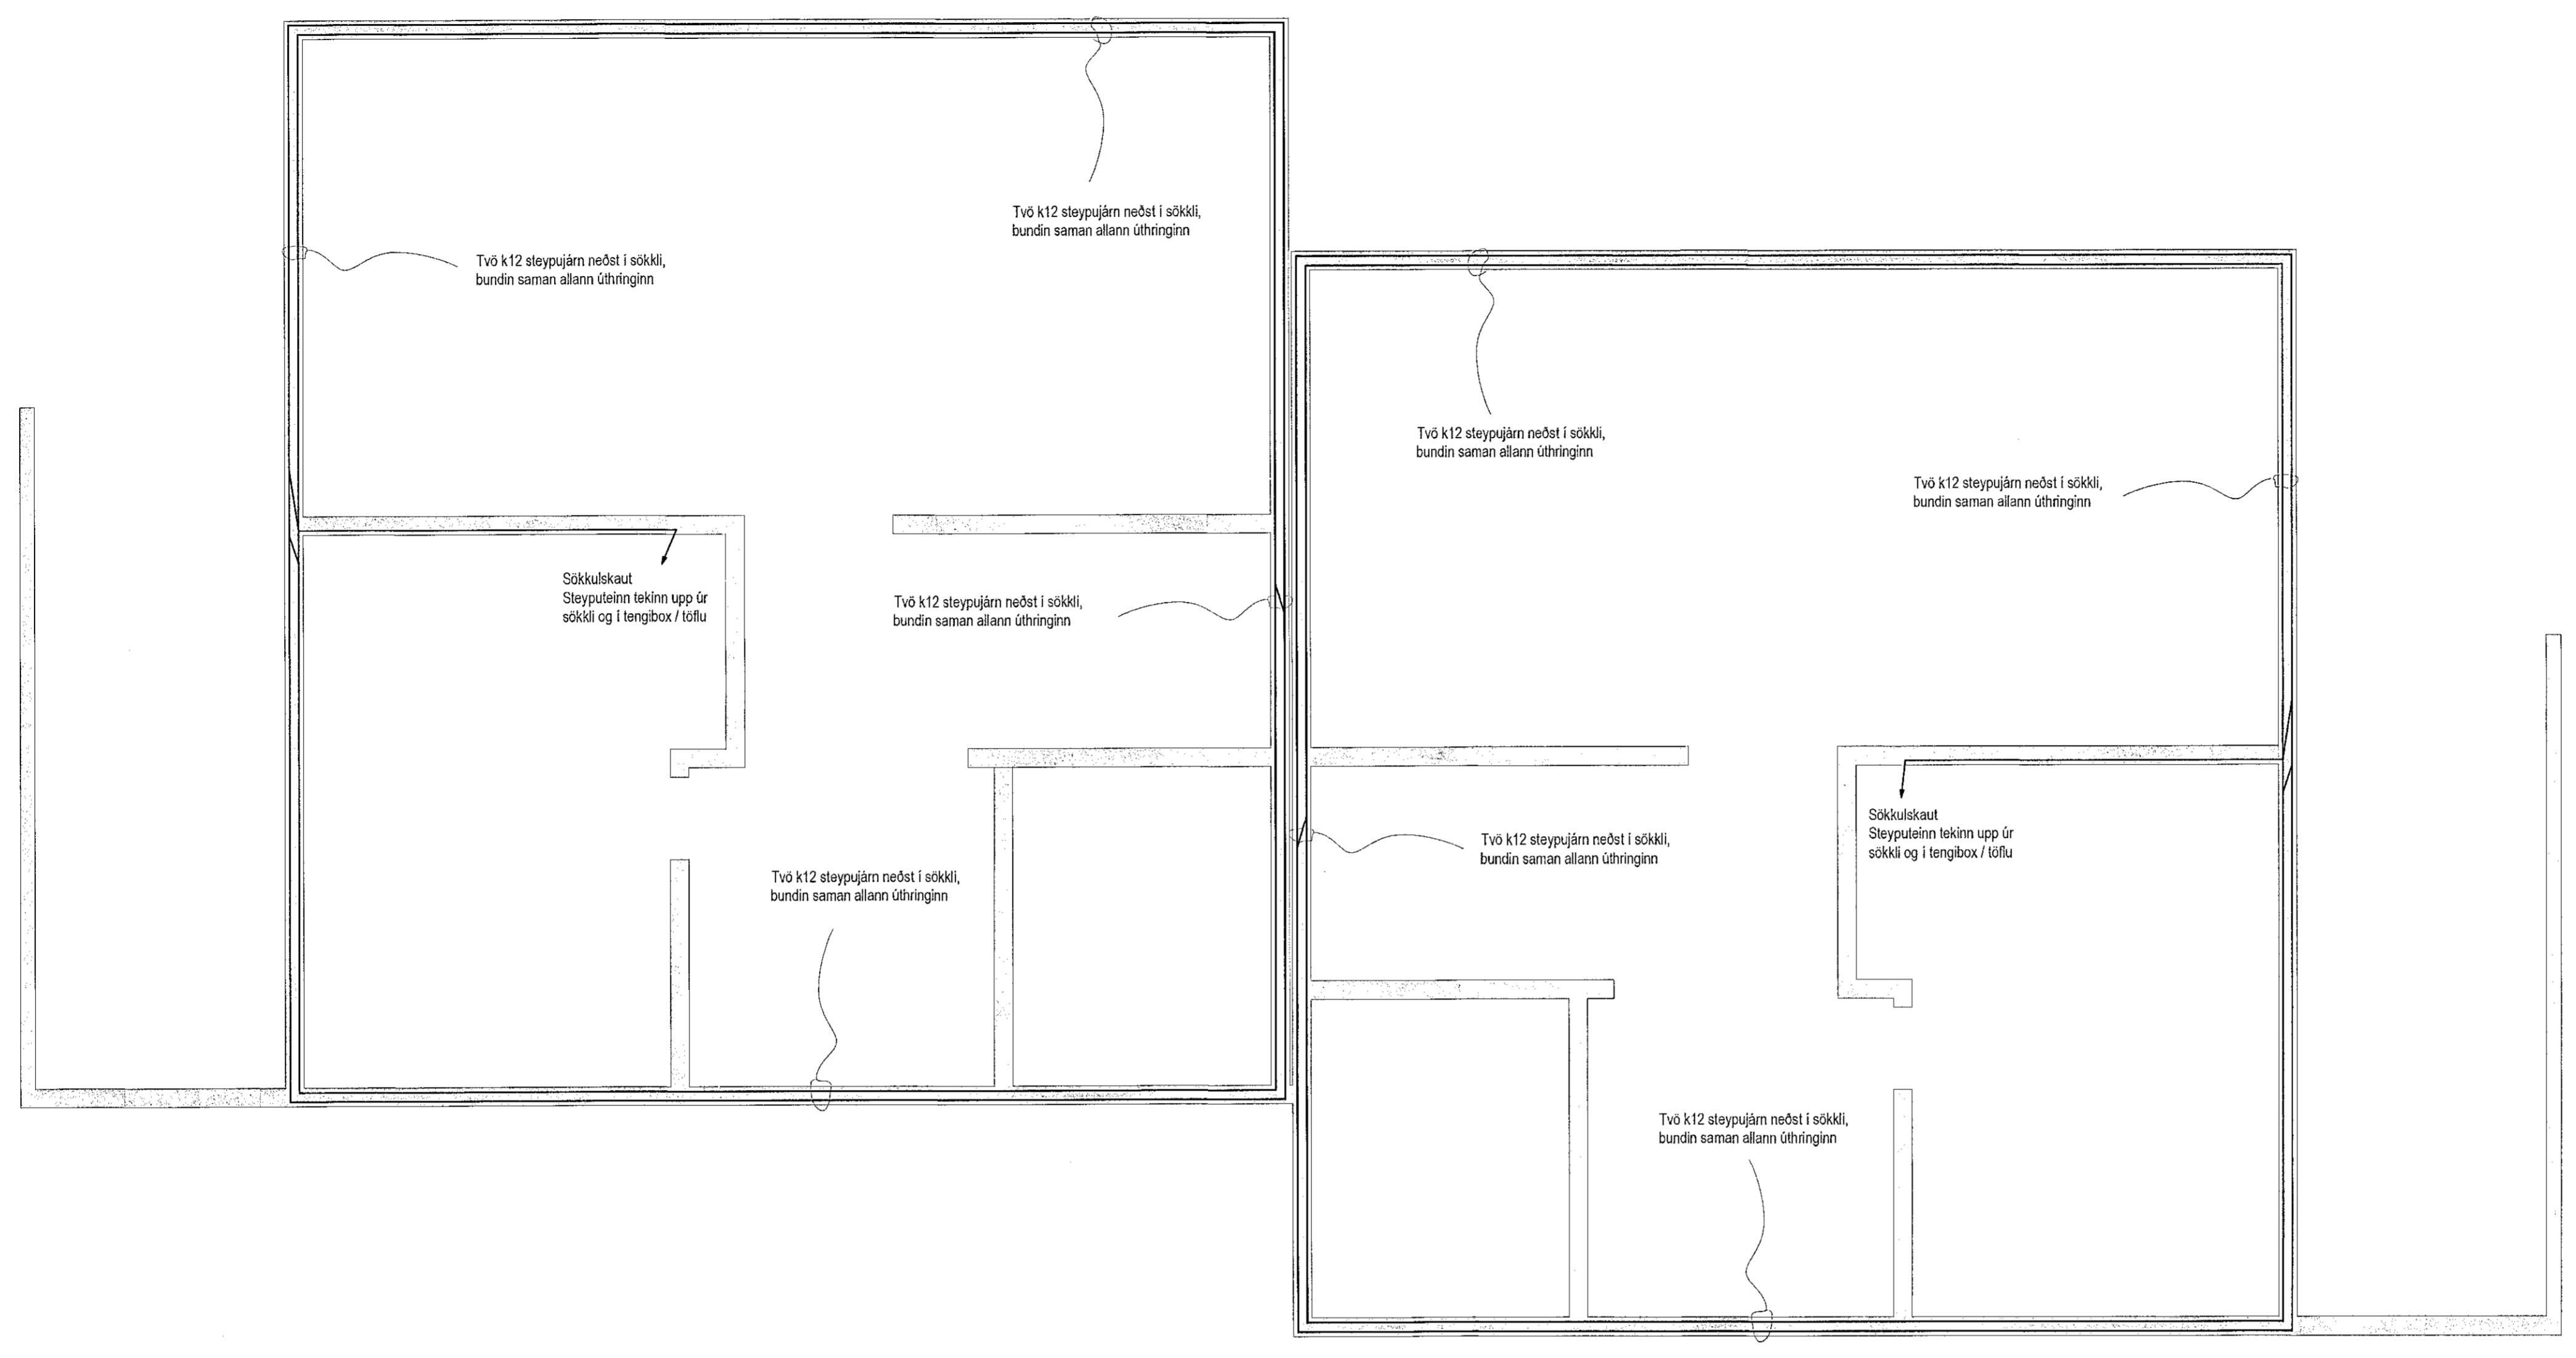 Tvö k12 steypujárn neðst í sökkli,
bundin saman allann úthringinn
Tvö k12 steypujárn neðst í sökkli,
bundin saman allann úthringinn
Sökkulskaut
Steyputeinn tekinn upp úr
sökkli og í tengibox / töflu
Tvö k12 steypujárn neðst í sökkli,
bundin saman allann úthringinn
Tvö k12 steypujárn neðst í sökkli,
bundin saman allann úthringinn
Tvö k12 steypujárn neðst í sökkli,
bundin saman allann úthringinn
Tvö k12 steypujárn neðst í sökkli,
bundin saman allann úthringinn
Sökkulskaut
Steyputeinn tekinn upp úr
sökkli og í tengibox / töflu
Tvö k12 steypujárn neðst í sökkli,
bundin saman allann úthringinn
Tvö k12 steypujárn neðst í sökkli,
bundin saman allann úthringinn